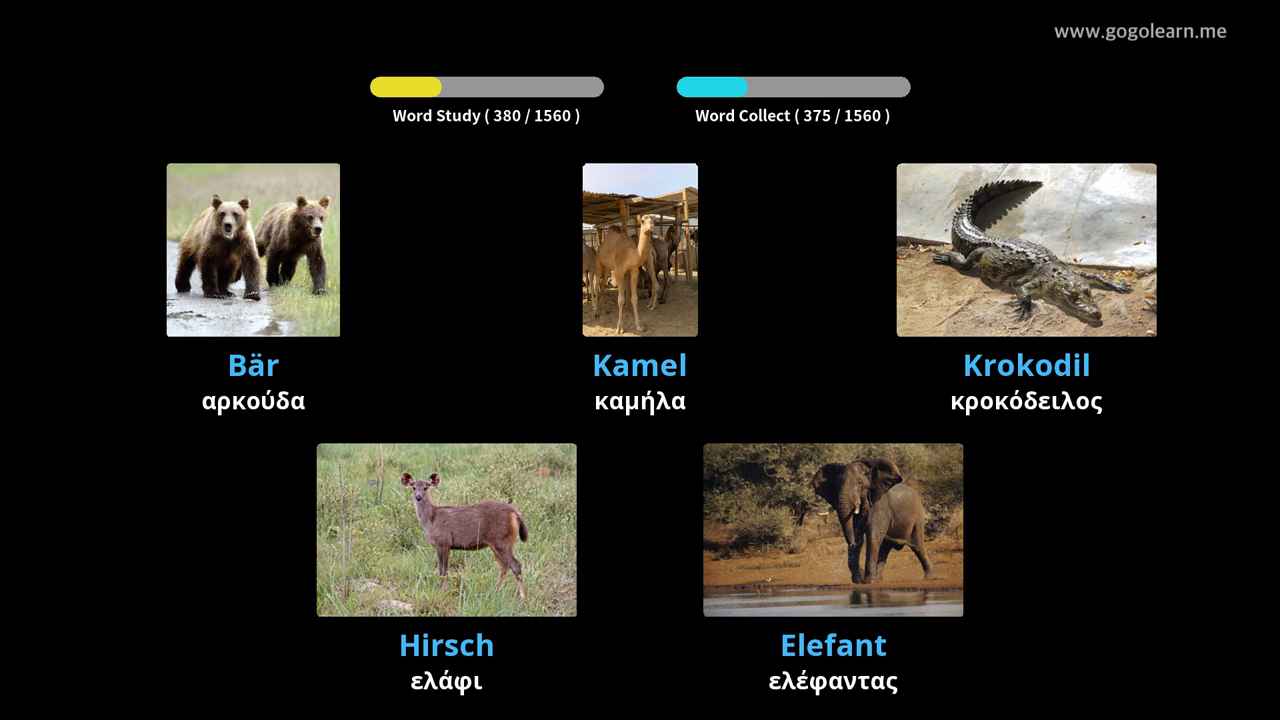 www.gogolearn.me
Word Study ( 380 / 1560 )
Word Collect ( 375 / 1560 )
Bär
αρκούδα
Kamel
καμήλα
Krokodil
κροκόδειλος
Hirsch
ελάφι
Elefant
ελέφαντας